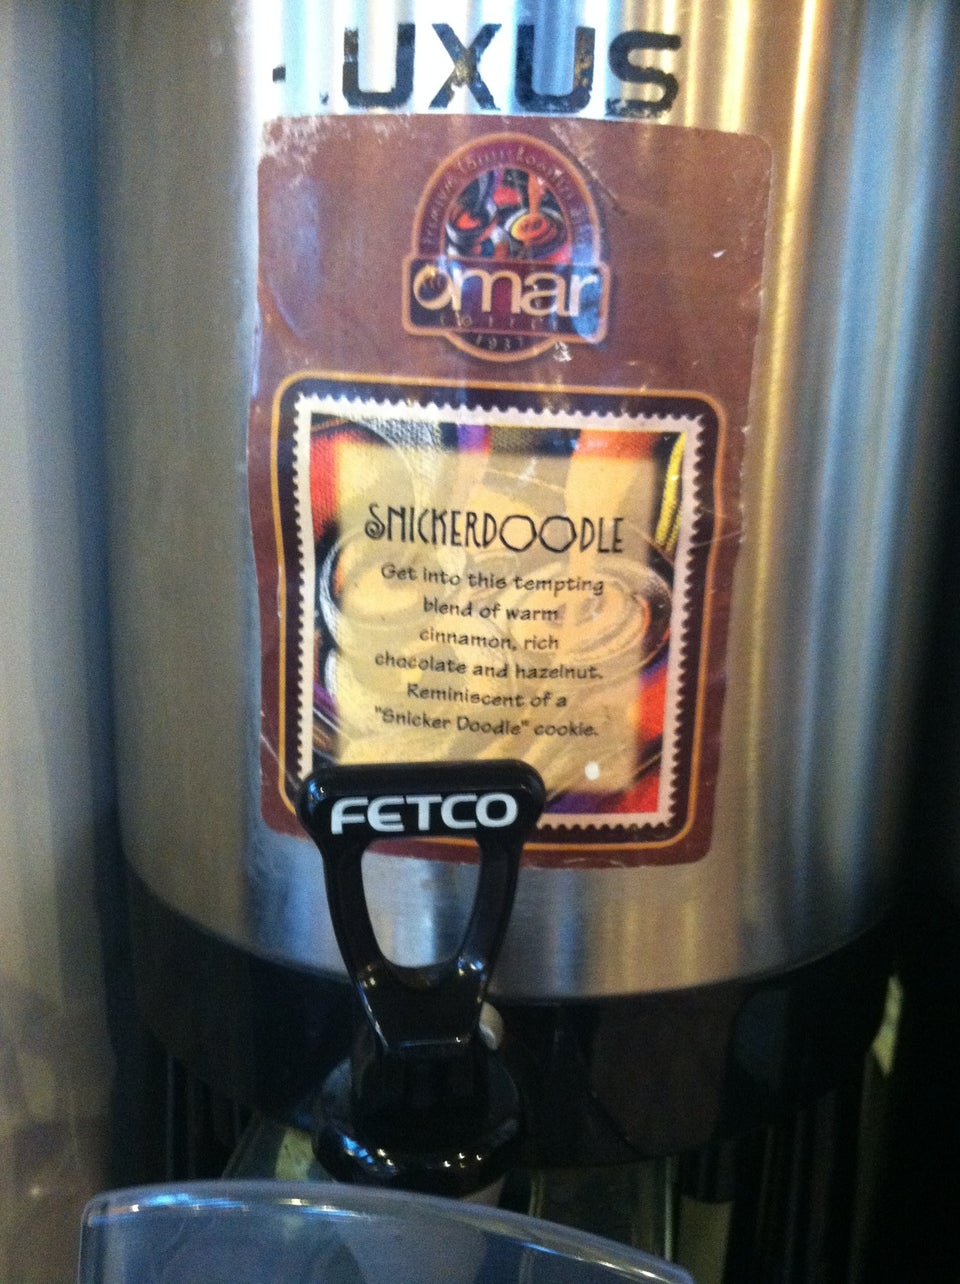 UXUS
omar
1937
SNICKERDOODLE
Get into this tempting
blend of warm
cinnamon, rich
chocolate and hazelnut.
Reminiscent of a
"Snicker Doodle" cookie.
FETCO